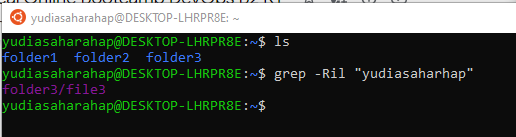 yudiasaharahap@DESKTOP-LHRPR8E: ~
yudiasaharahap@DESKTOP-LHRPR8E:~$ ls
folder1 folder2 folder3
yudiasaharahap@DESKTOP-LHRPR8E:~$ grep -Ril "yudiasaharhap"
folder3/file3
yudiasaharahap@DESKTOP-LHRPR8E:~$